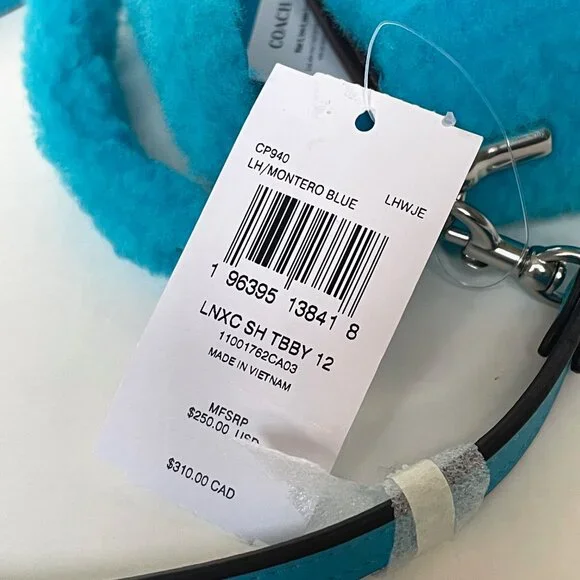 COACH
CP940
LH/MONTERO BLUE LHWJE
1 96395 13841 8
LNXC SH TBBY 12
11001762CA03
MADE IN VIETNAM
MFSRP
$250.00 USD
$310.00 CAD